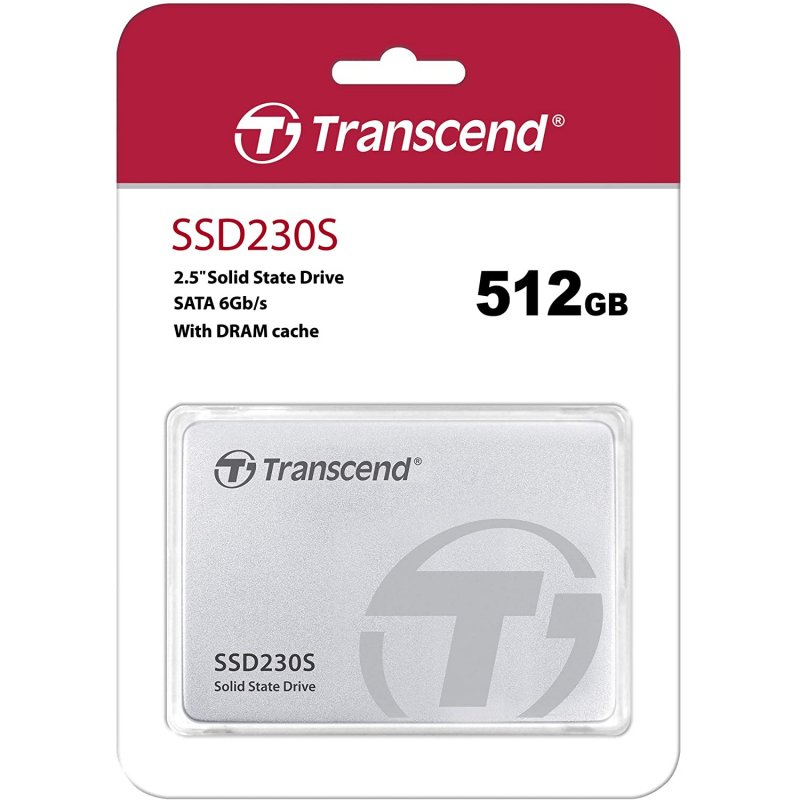 Transcend®
SSD230S
2.5" Solid State Drive
SATA 6Gb/s
With DRAM cache
512GB
Transcend®
SSD230S
Solid State Drive